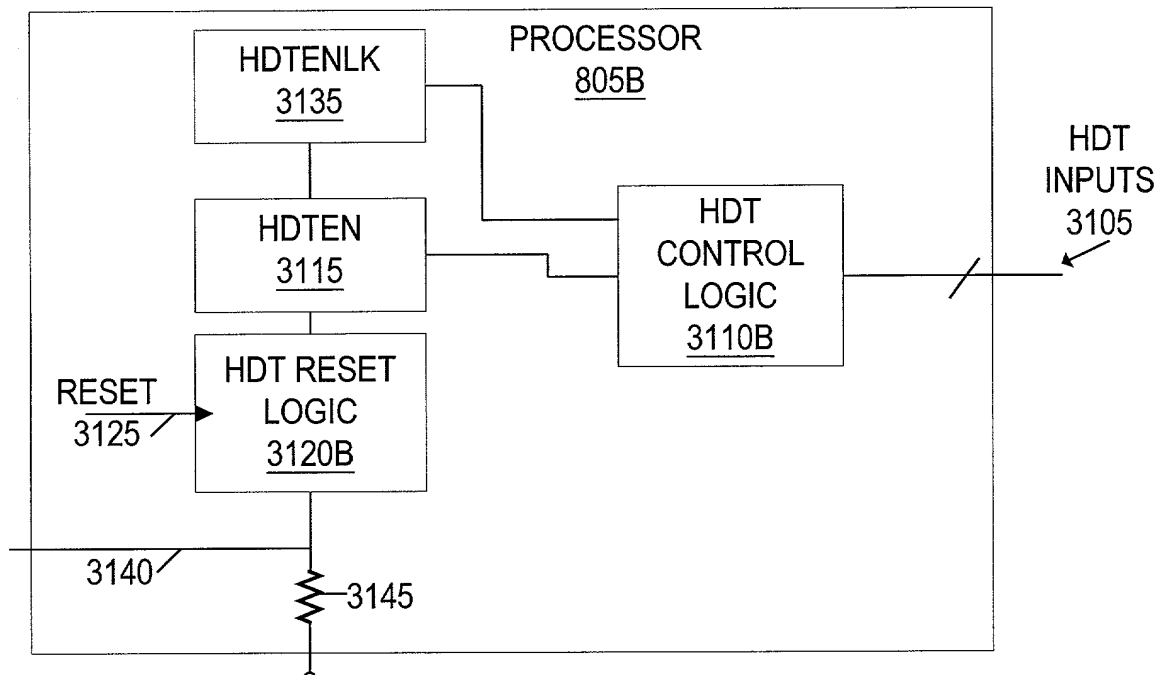 PROCESSOR
805B
HDTENLK
3135
HDT
INPUTS
3105
HDTEN
3115
HDT
CONTROL
LOGIC
3110B
RESET
3125
HDT RESET
LOGIC
3120B
3140
3145